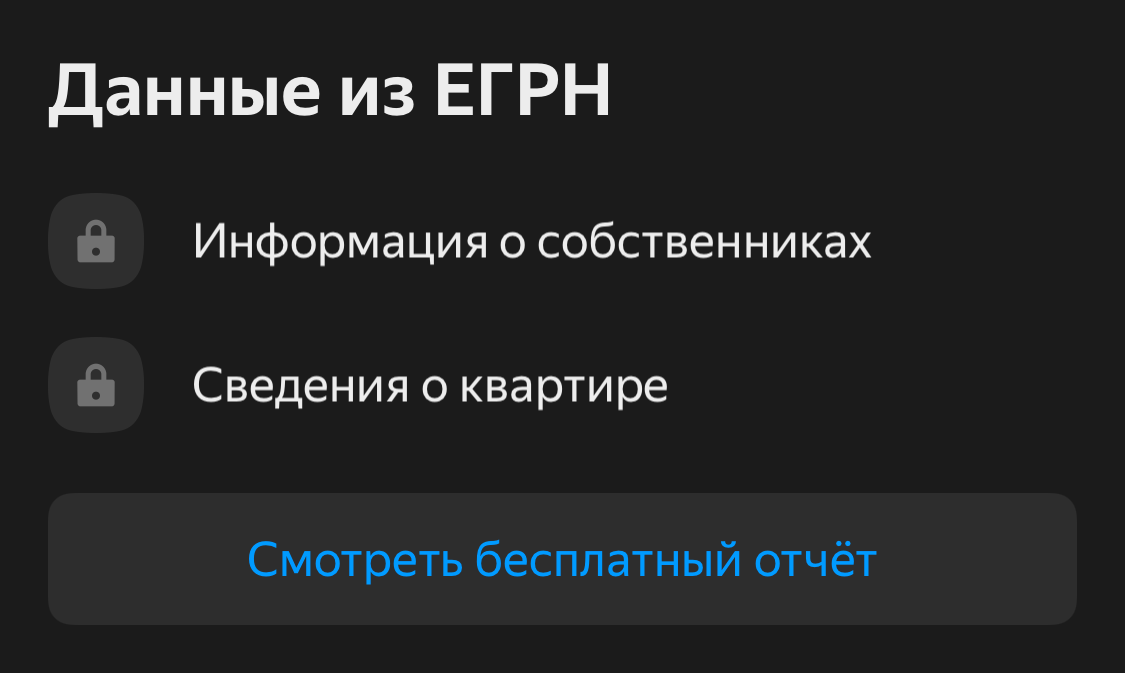 Данные из ЕГРН
Информация о собственниках
Сведения о квартире
Смотреть бесплатный отчёт